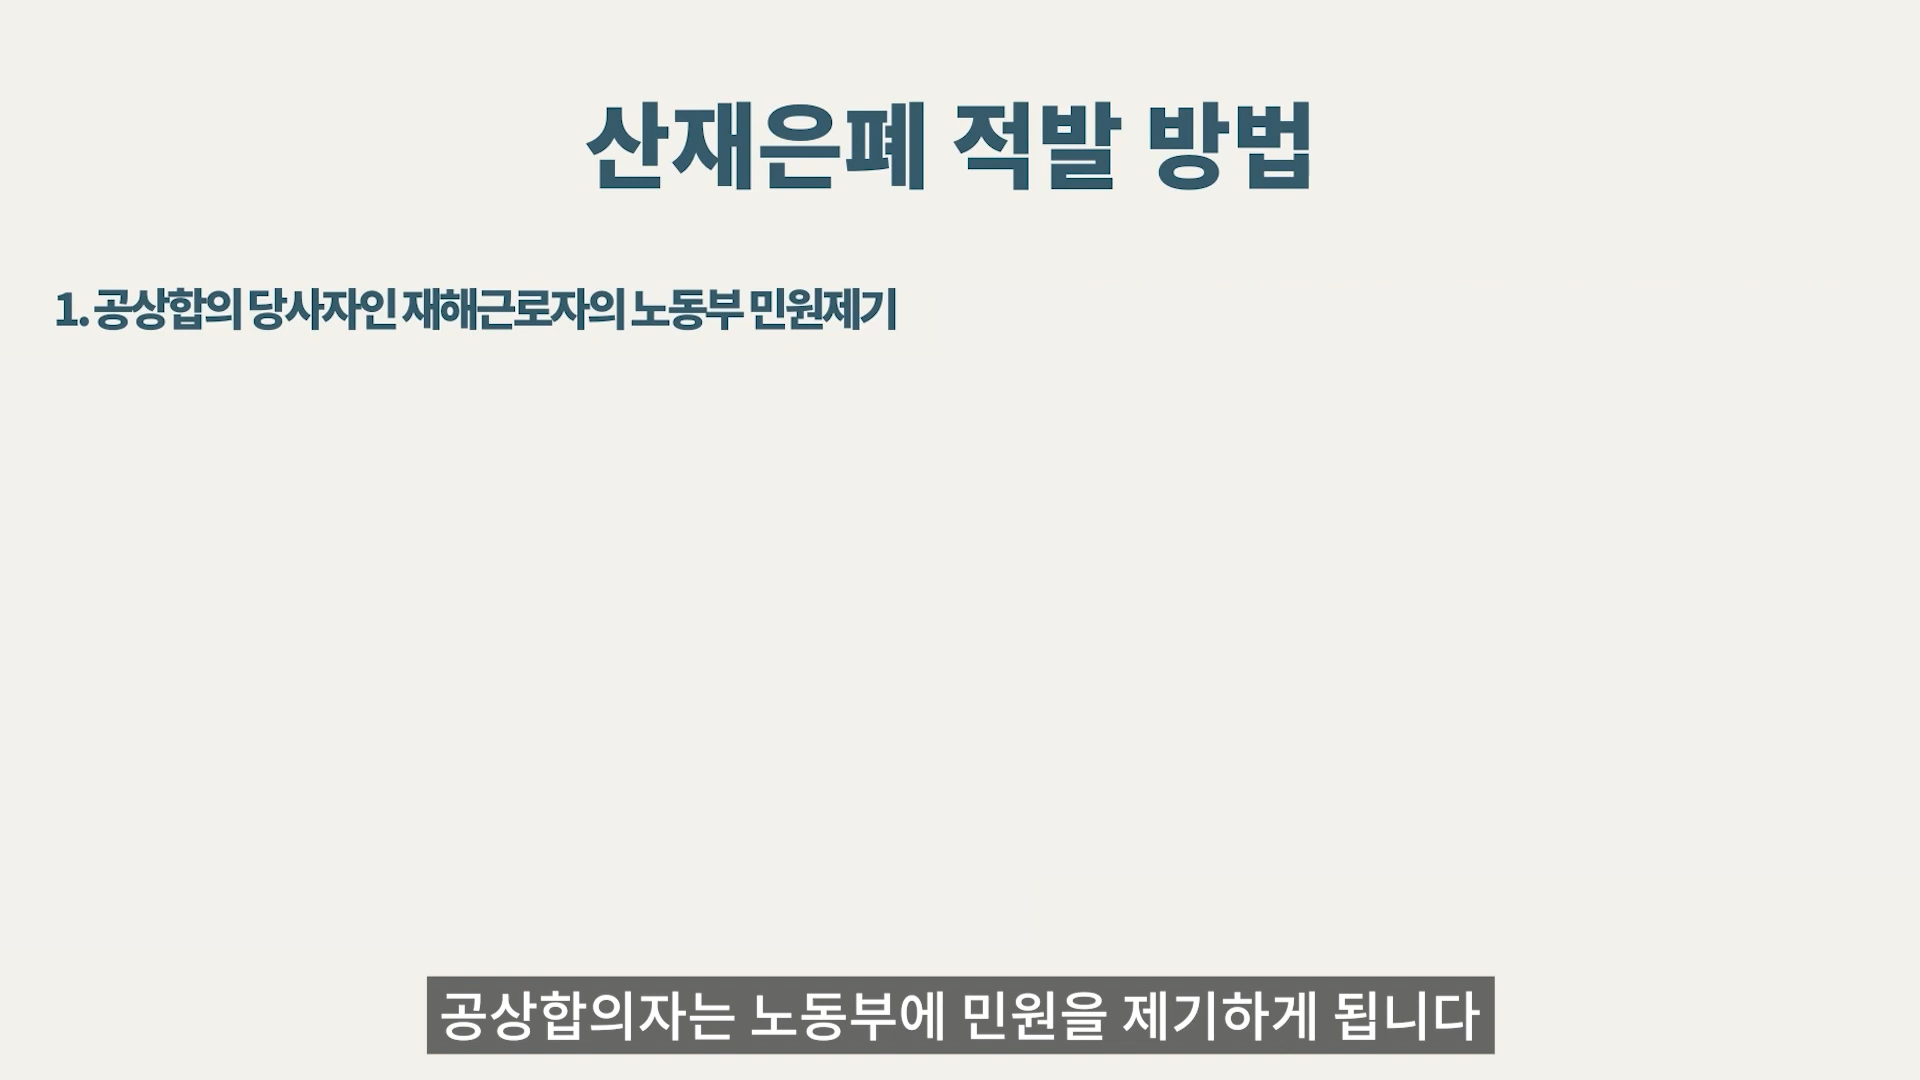 산재은폐 적발 방법
1. 공상합의 당사자인 재해근로자의 노동부 민원제기
공상합의자는 노동부에 민원을 제기하게 됩니다